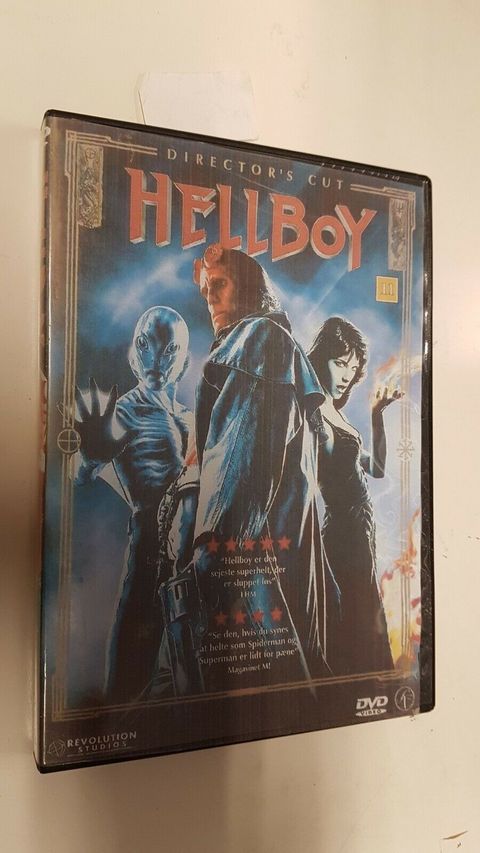 DIRECTOR'S CUT
HELLBOY
11
"Hellboy er den
sejeste superhelt, der
er sluppet løs"
"Se den, hvis du synes
at helte som Spiderman og
Superman er lidt for pæne"
Magasinet M!
REVOLUTION
STUDIOS
DVD
VIDEO